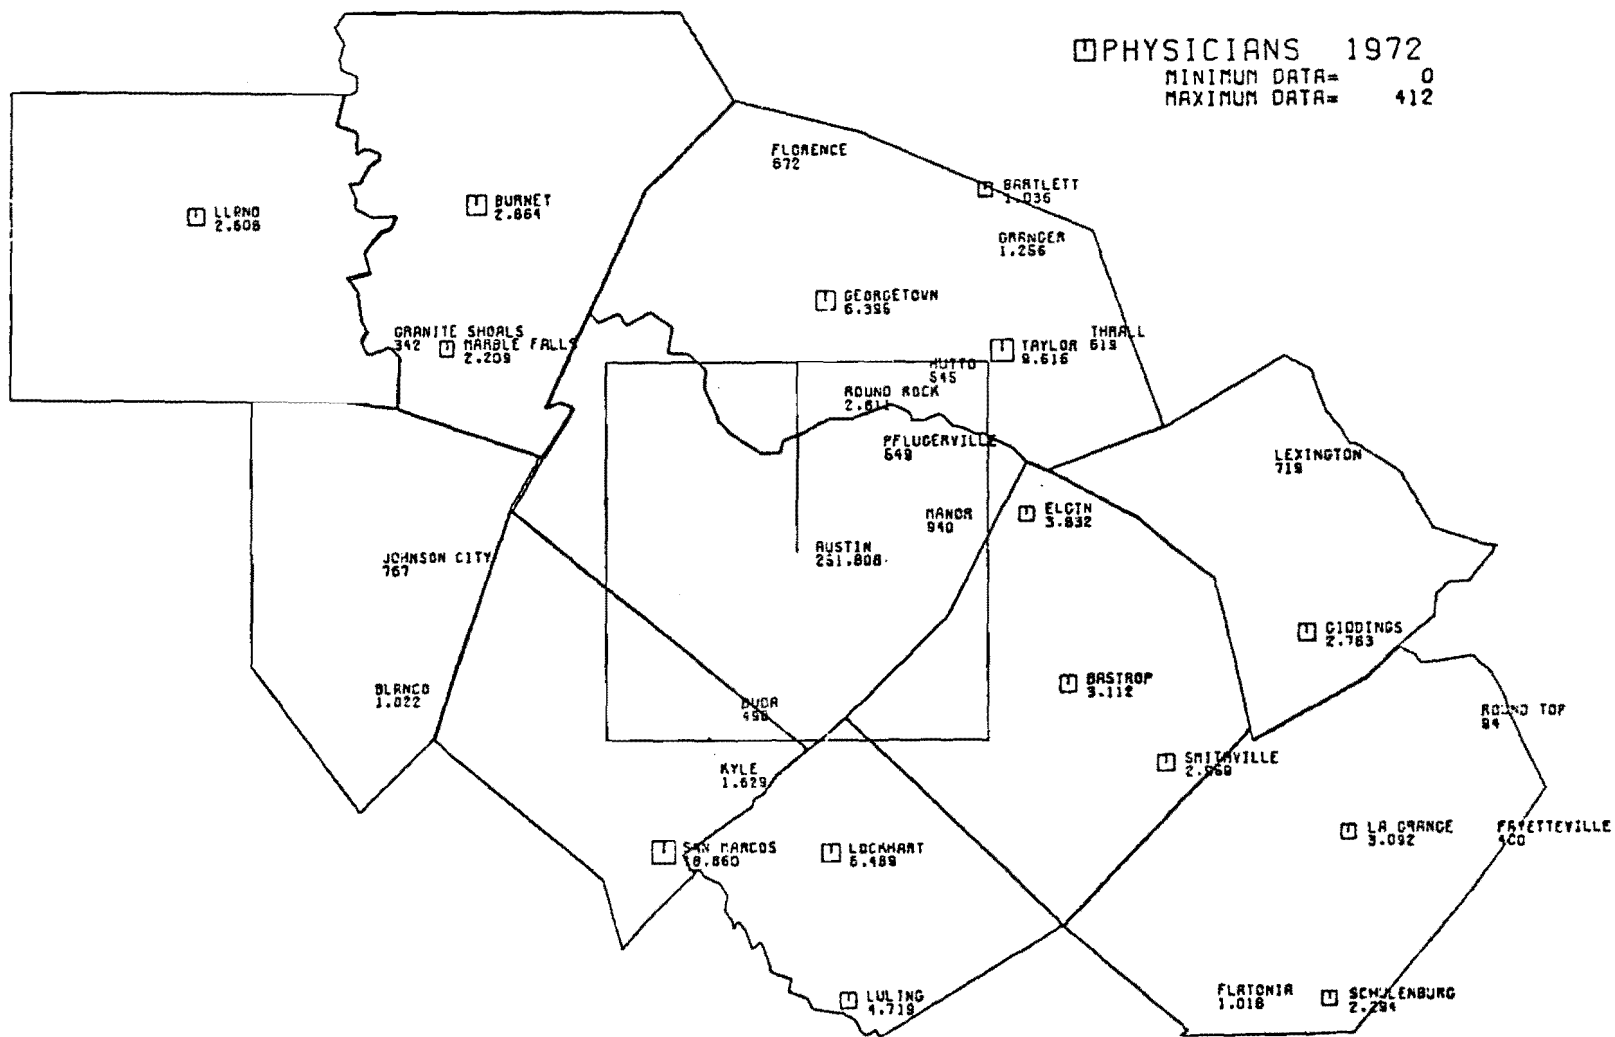 PHYSICIANS 1972
MINIMUM DATA= 0
MAXIMUM DATA= 412
FLORENCE
672
BARTLETT
1.036
BURNET
2.864
LLANO
2.608
GRANGER
1.256
GEORGETOWN
6.395
GRANITE SHOALS
342
MARBLE FALLS
2.209
THRALL
619
TAYLOR
9.616
HUTTO
545
ROUND ROCK
2.811
PFLUGERVILLE
549
LEXINGTON
719
MANOR
940
ELGIN
3.832
AUSTIN
251.808
JOHNSON CITY
767
GIDDINGS
2.783
BASTROP
3.112
BLANCO
1.022
BUDA
498
ROUND TOP
94
SMITHVILLE
2.959
KYLE
1.629
LA GRANGE
3.092
FAYETTEVILLE
400
SAN MARCOS
18.860
LOCKHART
6.489
LULING
4.719
FLATONIA
1.018
SCHULENBURG
2.294